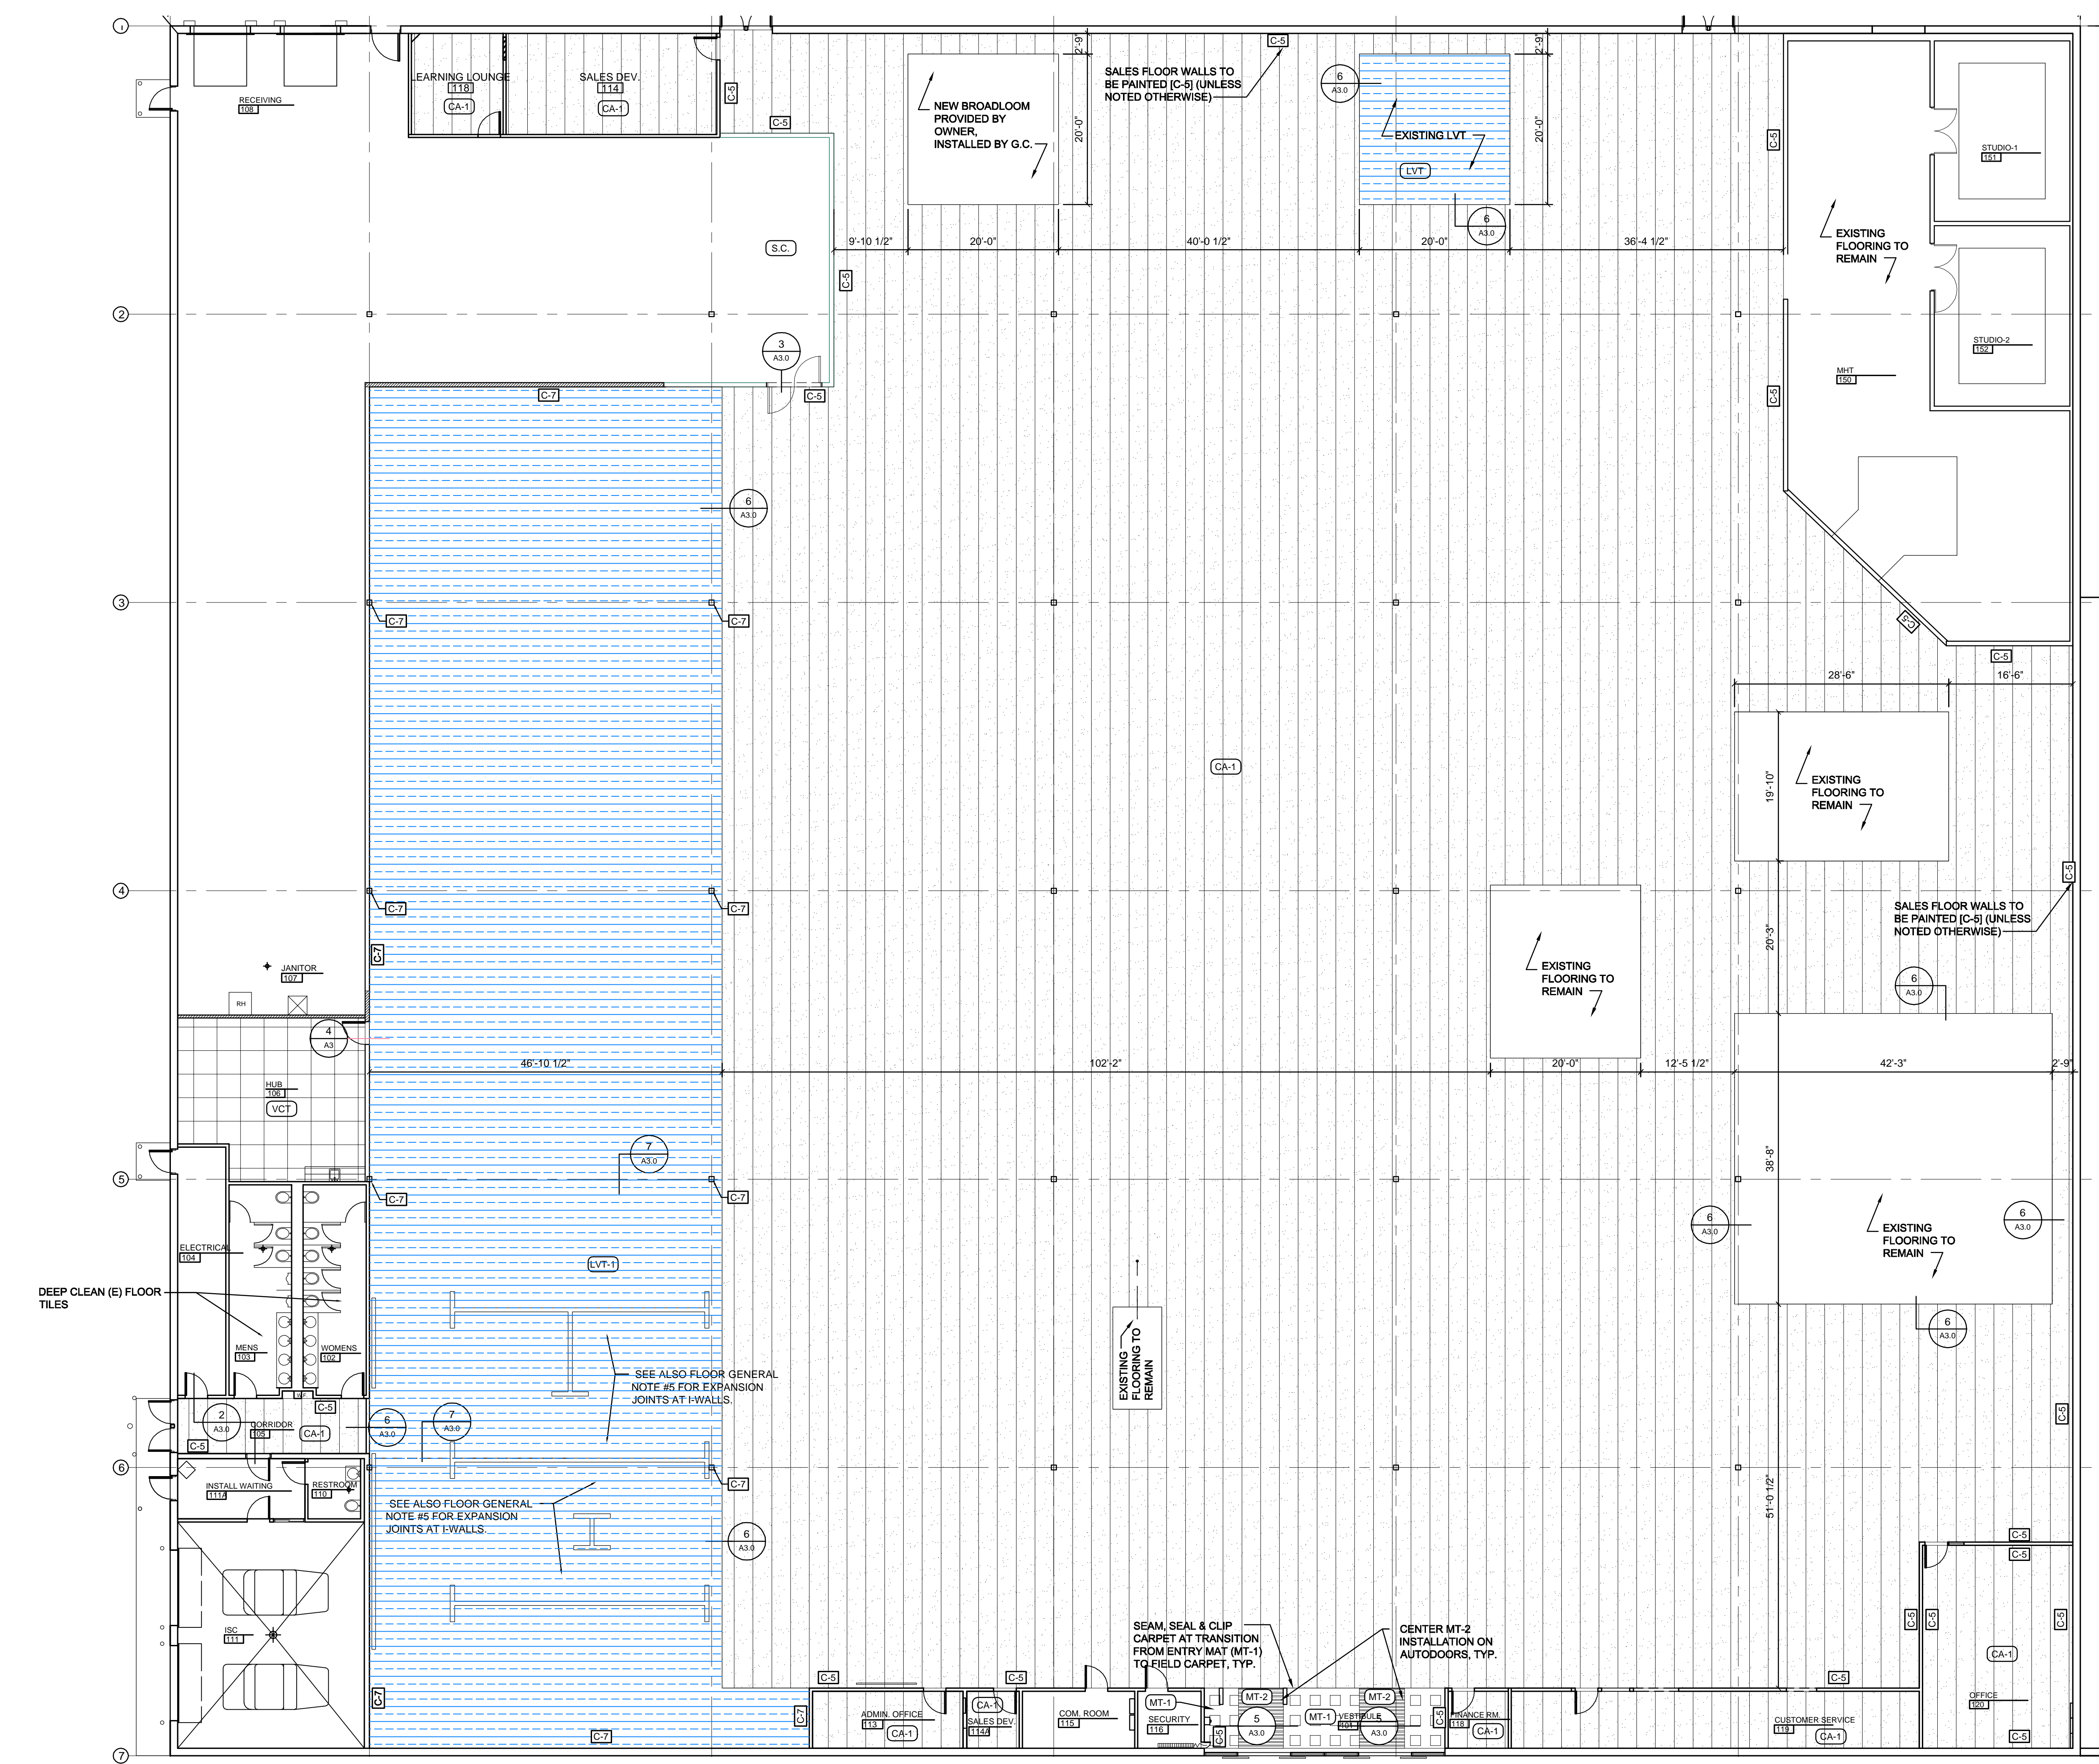 1
LEARNING LOUNGE
118
CA-1
SALES DEV.
114
CA-1
RECEIVING
108
C-5
C-5
NEW BROADLOOM
PROVIDED BY
OWNER,
INSTALLED BY G.C.
2'-9"
20'-0"
SALES FLOOR WALLS TO
BE PAINTED [C-5] (UNLESS
NOTED OTHERWISE)
C-5
6
A3.0
EXISTING LVT
LVT
2'-9"
20'-0"
6
A3.0
C-5
STUDIO-1
151
EXISTING
FLOORING TO
REMAIN
S.C.
9'-10 1/2"
20'-0"
40'-0 1/2"
20'-0"
36'-4 1/2"
C-5
2
3
A3.0
STUDIO-2
152
MHT
150
C-7
C-5
C-5
6
A3.0
3
C-7
C-7
C-5
C-5
28'-6"
16'-6"
CA-1
19'-10"
EXISTING
FLOORING TO
REMAIN
4
C-7
C-7
C-5
SALES FLOOR WALLS TO
BE PAINTED [C-5] (UNLESS
NOTED OTHERWISE)
20'-3"
C-7
JANITOR
107
RH
EXISTING
FLOORING TO
REMAIN
6
A3.0
4
A3
46'-10 1/2"
102'-2"
20'-0"
12'-5 1/2"
42'-3"
2'-9"
HUB
106
VCT
7
A3.0
38'-8"
5
C-7
C-7
6
A3.0
6
A3.0
EXISTING
FLOORING TO
REMAIN
ELECTRICAL
104
LVT-1
DEEP CLEAN (E) FLOOR
TILES
MENS
103
WOMENS
102
6
A3.0
EXISTING
FLOORING TO
REMAIN
SEE ALSO FLOOR GENERAL
NOTE #5 FOR EXPANSION
JOINTS AT I-WALLS.
W.F.
C-5
2
A3.0
CORRIDOR
105
CA-1
6
A3.0
7
A3.0
C-5
C-5
6
INSTALL WAITING
111A
RESTROOM
110
C-7
SEE ALSO FLOOR GENERAL
NOTE #5 FOR EXPANSION
JOINTS AT I-WALLS.
6
A3.0
51'-0 1/2"
C-5
C-5
ISC
111
SEAM, SEAL & CLIP
CARPET AT TRANSITION
FROM ENTRY MAT (MT-1)
TO FIELD CARPET, TYP.
CENTER MT-2
INSTALLATION ON
AUTODOORS, TYP.
C-5
C-5
C-5
CA-1
C-7
C-5
C-5
C-5
C-7
C-7
ADMIN. OFFICE
113
CA-1
CA-1
SALES DEV.
114A
COM. ROOM
115
MT-1
SECURITY
116
C-5
MT-2
5
A3.0
MT-1
VESTIBULE
101
MT-2
5
A3.0
C-5
FINANCE RM.
118
CA-1
CUSTOMER SERVICE
119
CA-1
OFFICE
120
C-5
7